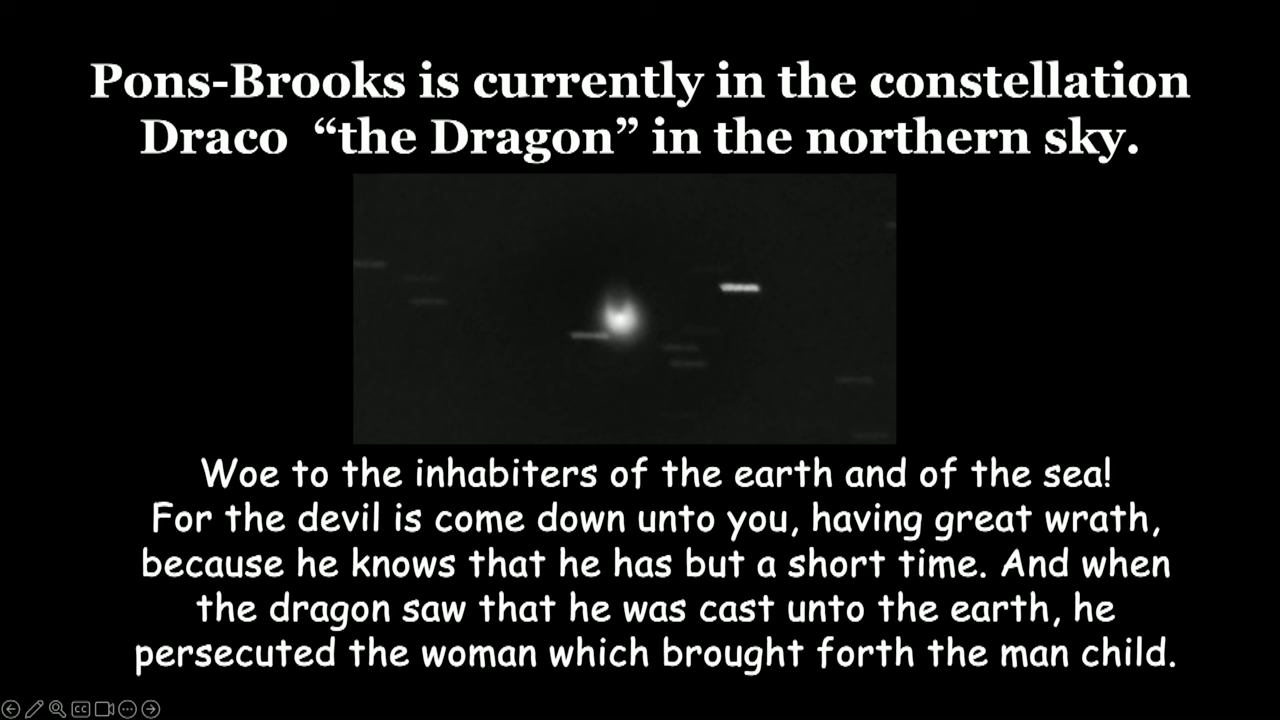 Pons-Brooks is currently in the constellation
Draco “the Dragon” in the northern sky.
Woe to the inhabiters of the earth and of the sea!
For the devil is come down unto you, having great wrath,
because he knows that he has but a short time. And when
the dragon saw that he was cast unto the earth, he
persecuted the woman which brought forth the man child.
CC